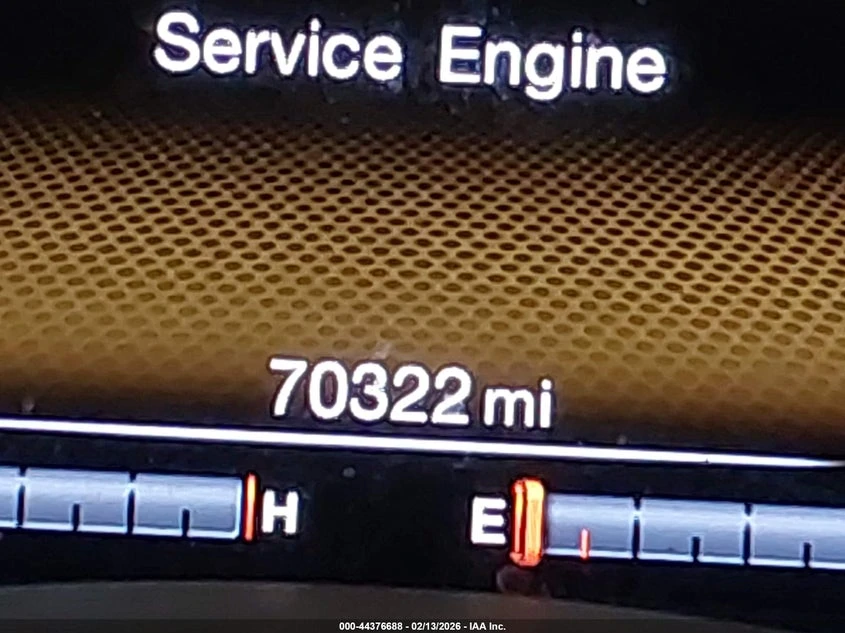 Service Engine
70322 mi
H E
000-44376688 - 02/13/2026 - IAA Inc.